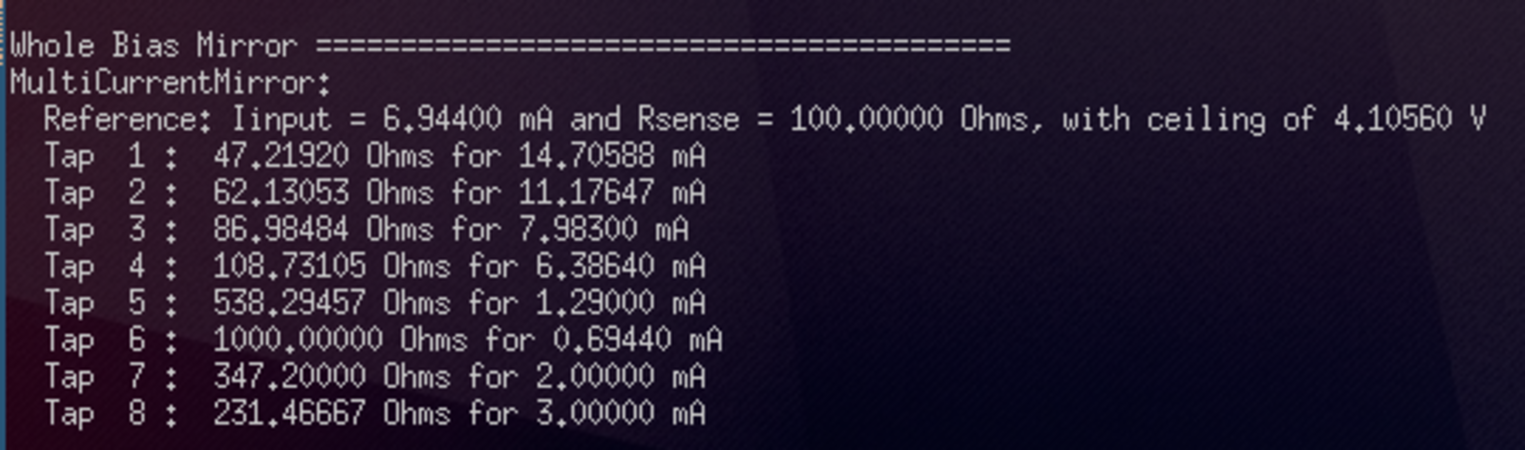 Whole Bias Mirror =========================================
MultiCurrentMirror:
  Reference: Iinput = 6.94400 mA and Rsense = 100.00000 Ohms, with ceiling of 4.10560 V
  Tap  1 :  47.21920 Ohms for 14.70588 mA
  Tap  2 :  62.13053 Ohms for 11.17647 mA
  Tap  3 :  86.98484 Ohms for 7.98300 mA
  Tap  4 :  108.73105 Ohms for 6.38640 mA
  Tap  5 :  538.29457 Ohms for 1.29000 mA
  Tap  6 :  1000.00000 Ohms for 0.69440 mA
  Tap  7 :  347.20000 Ohms for 2.00000 mA
  Tap  8 :  231.46667 Ohms for 3.00000 mA